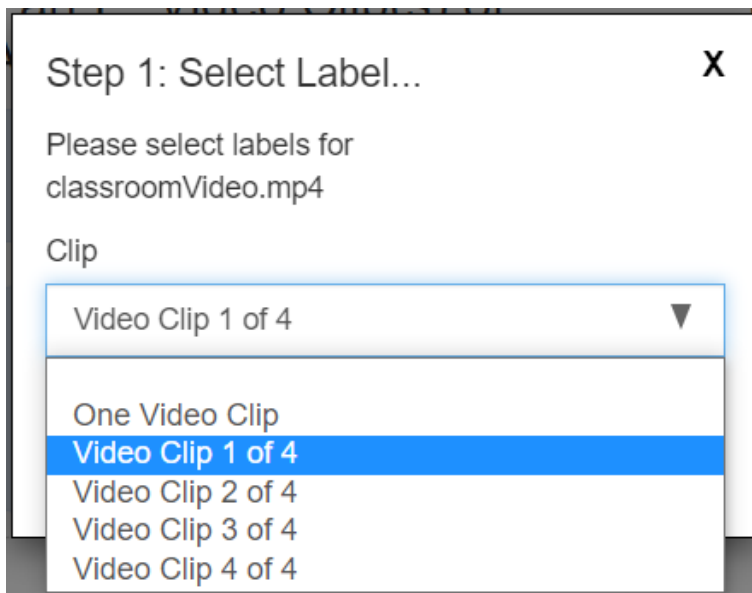 Step 1: Select Label...
X
Please select labels for
classroomVideo.mp4
Clip
Video Clip 1 of 4
One Video Clip
Video Clip 1 of 4
Video Clip 2 of 4
Video Clip 3 of 4
Video Clip 4 of 4